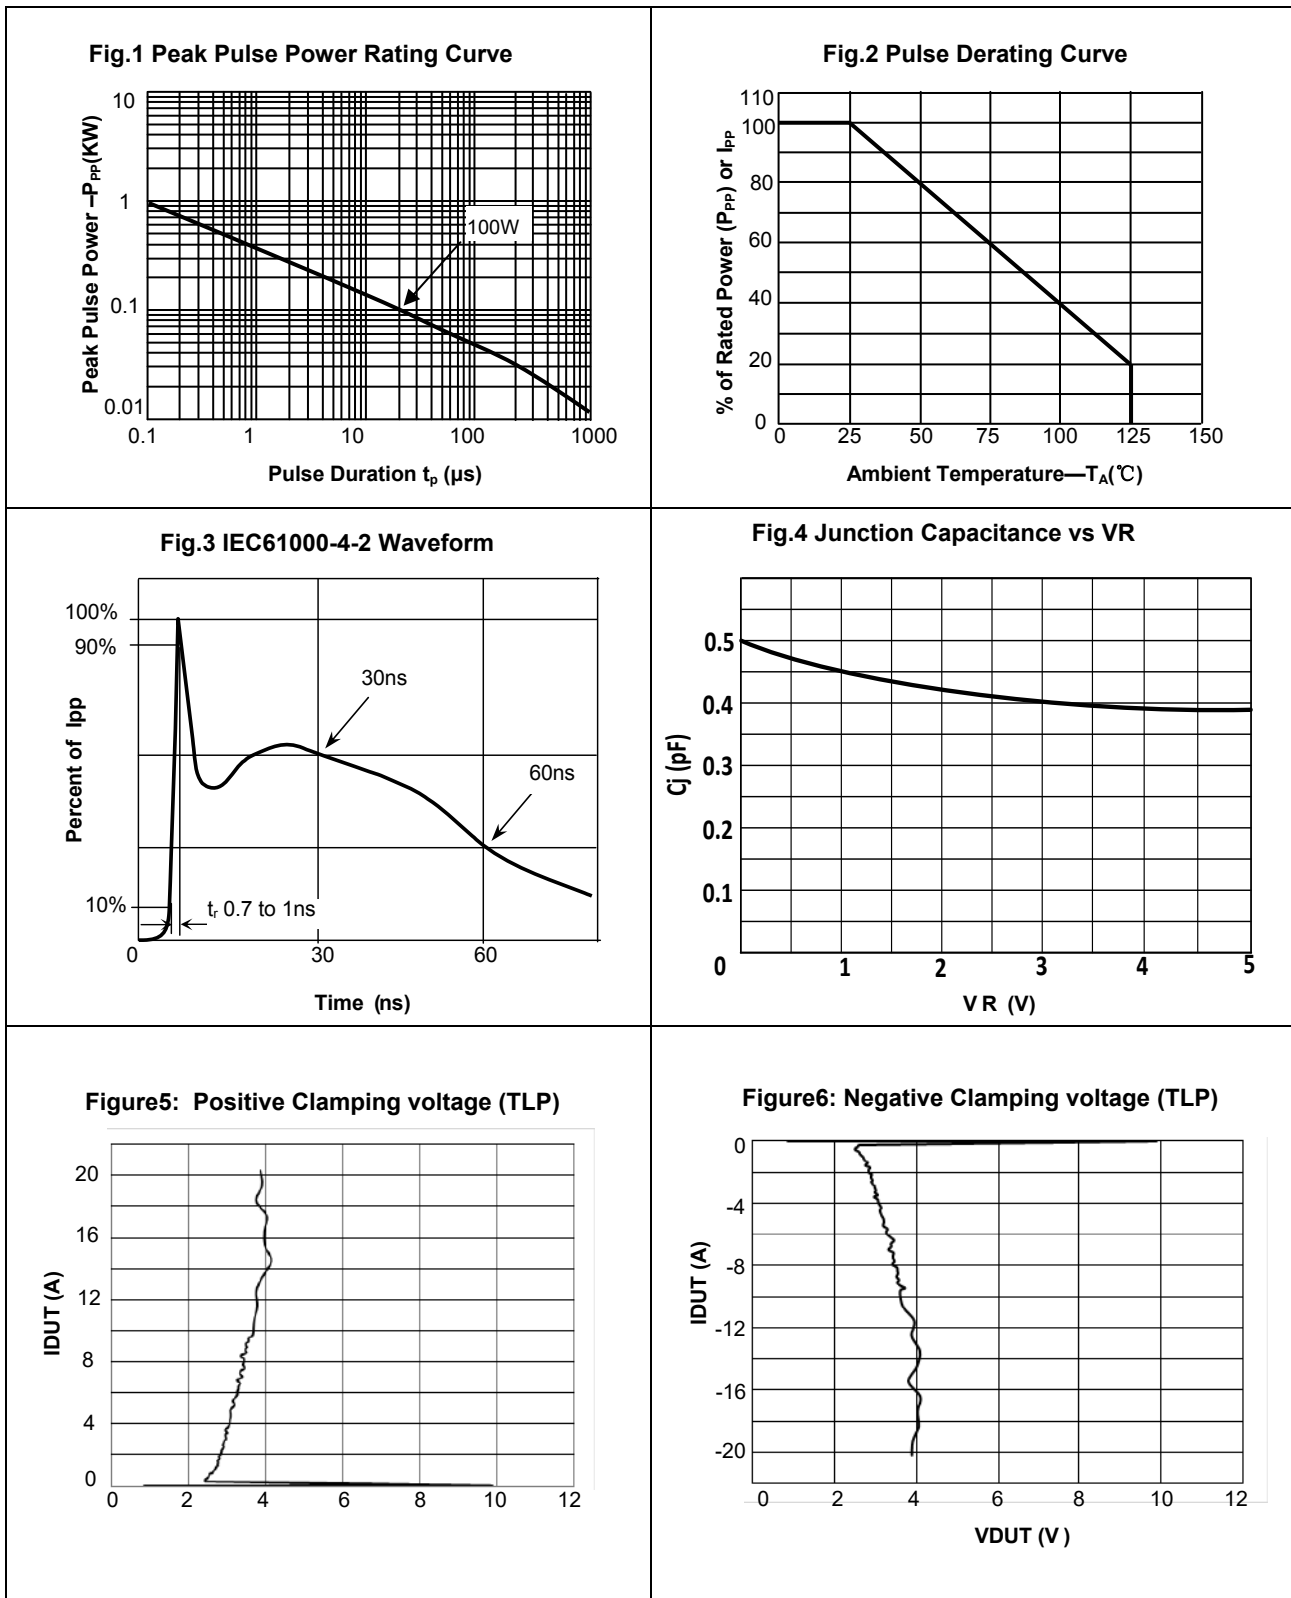 Fig.1 Peak Pulse Power Rating Curve
Peak Pulse Power –PPP(KW)
10
1
0.1
0.01
100W
0.1 1 10 100 1000
Pulse Duration tp (µs)
Fig.2 Pulse Derating Curve
% of Rated Power (PPP) or IPP
110
100
80
60
40
20
0
0 25 50 75 100 125 150
Ambient Temperature—TA(℃)
Fig.3 IEC61000-4-2 Waveform
Percent of Ipp
100%
90%
10%
30ns
60ns
tr 0.7 to 1ns
0 30 60
Time (ns)
Fig.4 Junction Capacitance vs VR
Cj (pF)
0.5
0.4
0.3
0.2
0.1
0 1 2 3 4 5
V R (V)
Figure5: Positive Clamping voltage (TLP)
IDUT (A)
20
16
12
8
4
0
0 2 4 6 8 10 12
Figure6: Negative Clamping voltage (TLP)
IDUT (A)
0
-4
-8
-12
-16
-20
0 2 4 6 8 10 12
VDUT (V )